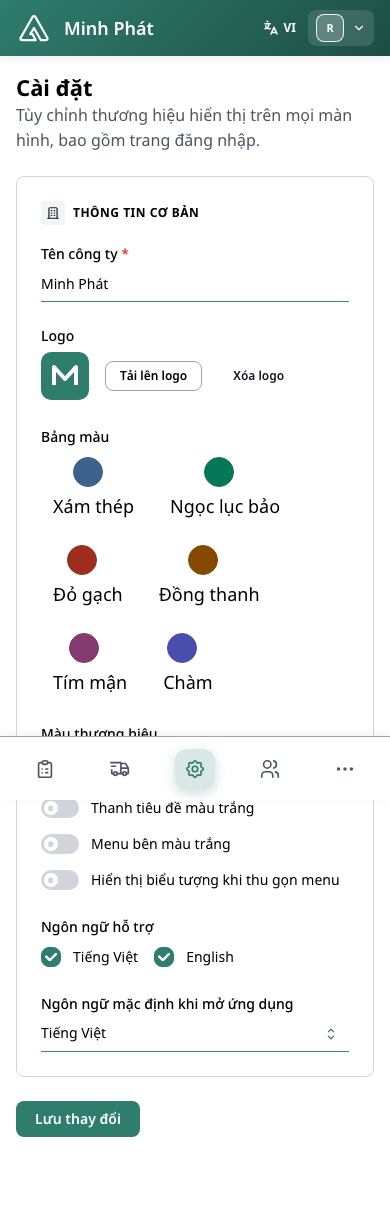 Minh Phát
VI
R
Cài đặt
Tùy chỉnh thương hiệu hiển thị trên mọi màn
hình, bao gồm trang đăng nhập.
THÔNG TIN CƠ BẢN
Tên công ty *
Minh Phát
Logo
M
Tải lên logo
Xóa logo
Bảng màu
Xám thép
Ngọc lục bảo
Đỏ gạch
Đồng thanh
Tím mận
Chàm
Màu thương hiệu
Thanh tiêu đề màu trắng
Menu bên màu trắng
Hiển thị biểu tượng khi thu gọn menu
Ngôn ngữ hỗ trợ
Tiếng Việt
English
Ngôn ngữ mặc định khi mở ứng dụng
Tiếng Việt
Lưu thay đổi